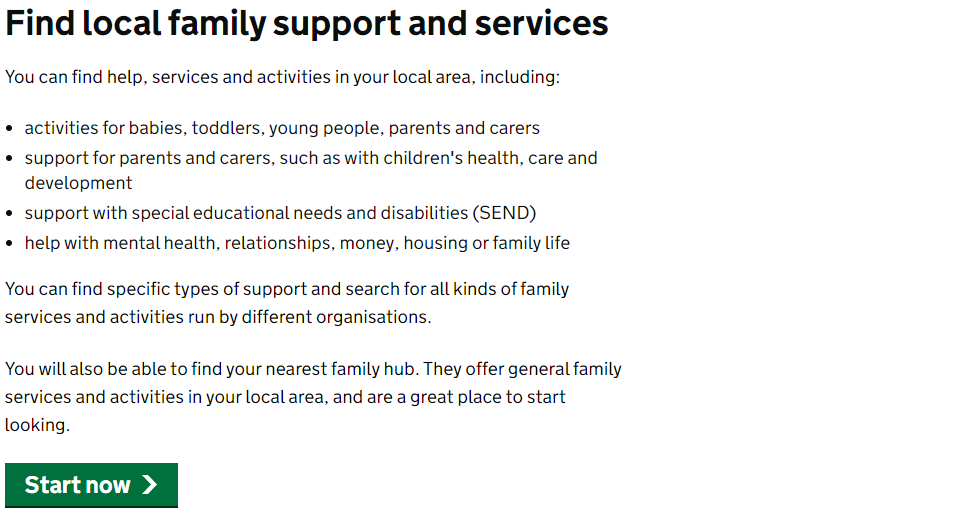 Find local family support and services
You can find help, services and activities in your local area, including:
• activities for babies, toddlers, young people, parents and carers
• support for parents and carers, such as with children's health, care and
development
• support with special educational needs and disabilities (SEND)
• help with mental health, relationships, money, housing or family life
You can find specific types of support and search for all kinds of family
services and activities run by different organisations.
You will also be able to find your nearest family hub. They offer general family
services and activities in your local area, and are a great place to start
looking.
Start now